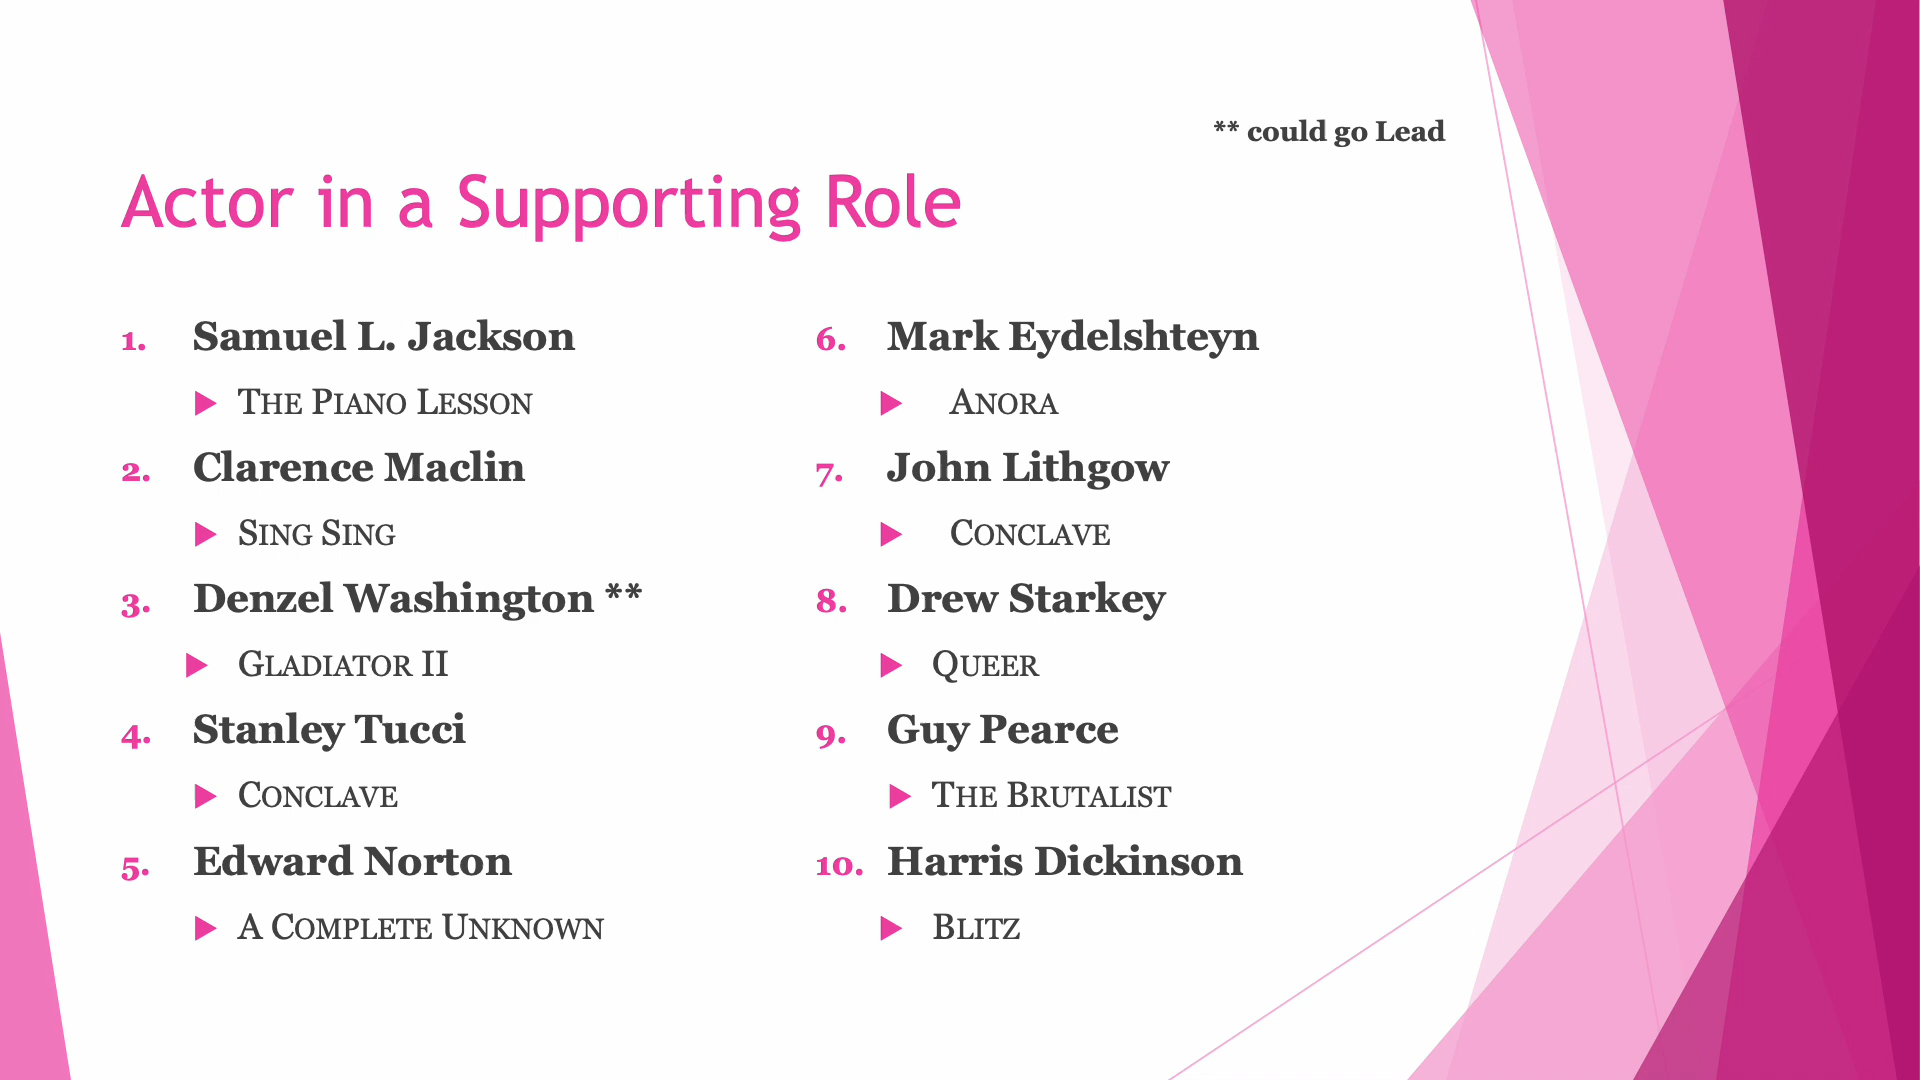 ** could go Lead
Actor in a Supporting Role
1. Samuel L. Jackson
THE PIANO LESSON
2. Clarence Maclin
SING SING
3. Denzel Washington **
GLADIATOR II
4. Stanley Tucci
CONCLAVE
5. Edward Norton
A COMPLETE UNKNOWN
6. Mark Eydelshteyn
ANORA
7. John Lithgow
CONCLAVE
8. Drew Starkey
QUEER
9. Guy Pearce
THE BRUTALIST
10. Harris Dickinson
BLITZ